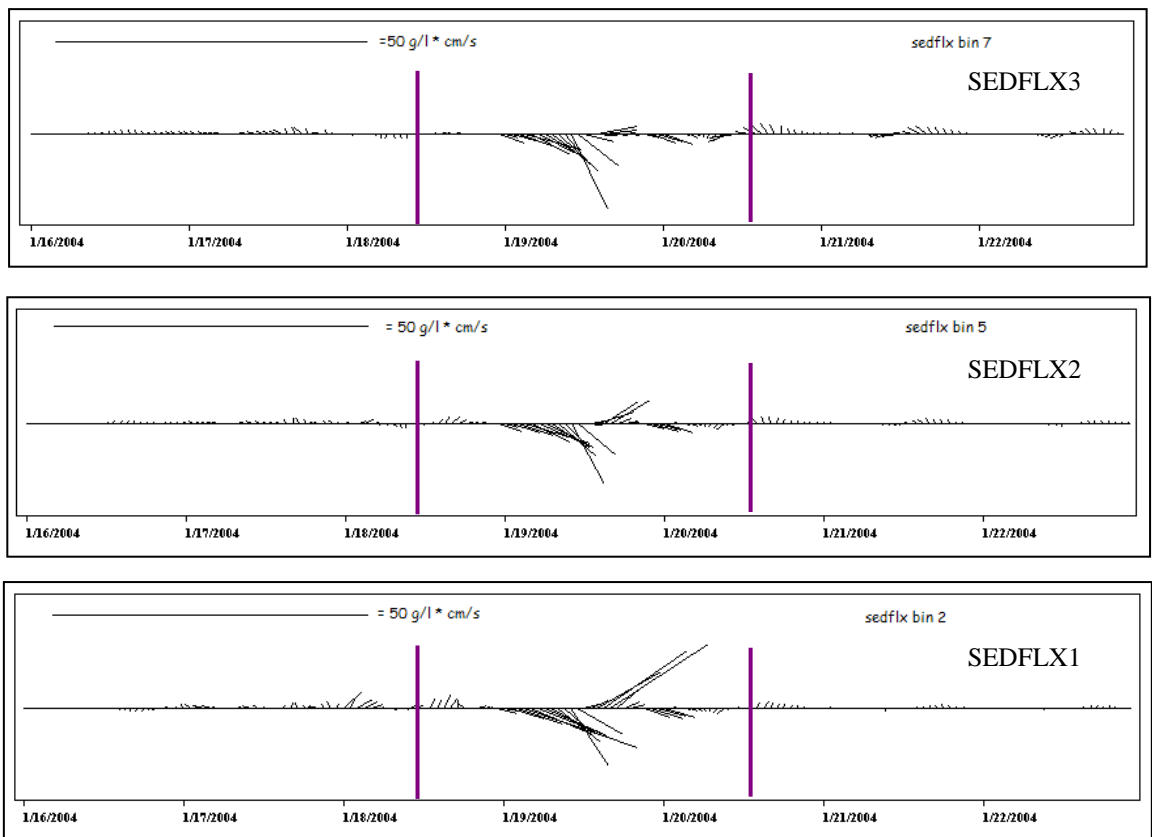 =50 g/l * cm/s sedflx bin 7
SEDFLX3
1/16/2004 1/17/2004 1/18/2004 1/19/2004 1/20/2004 1/21/2004 1/22/2004
= 50 g/l * cm/s sedflx bin 5
SEDFLX2
1/16/2004 1/17/2004 1/18/2004 1/19/2004 1/20/2004 1/21/2004 1/22/2004
= 50 g/l * cm/s sedflx bin 2
SEDFLX1
1/16/2004 1/17/2004 1/18/2004 1/19/2004 1/20/2004 1/21/2004 1/22/2004